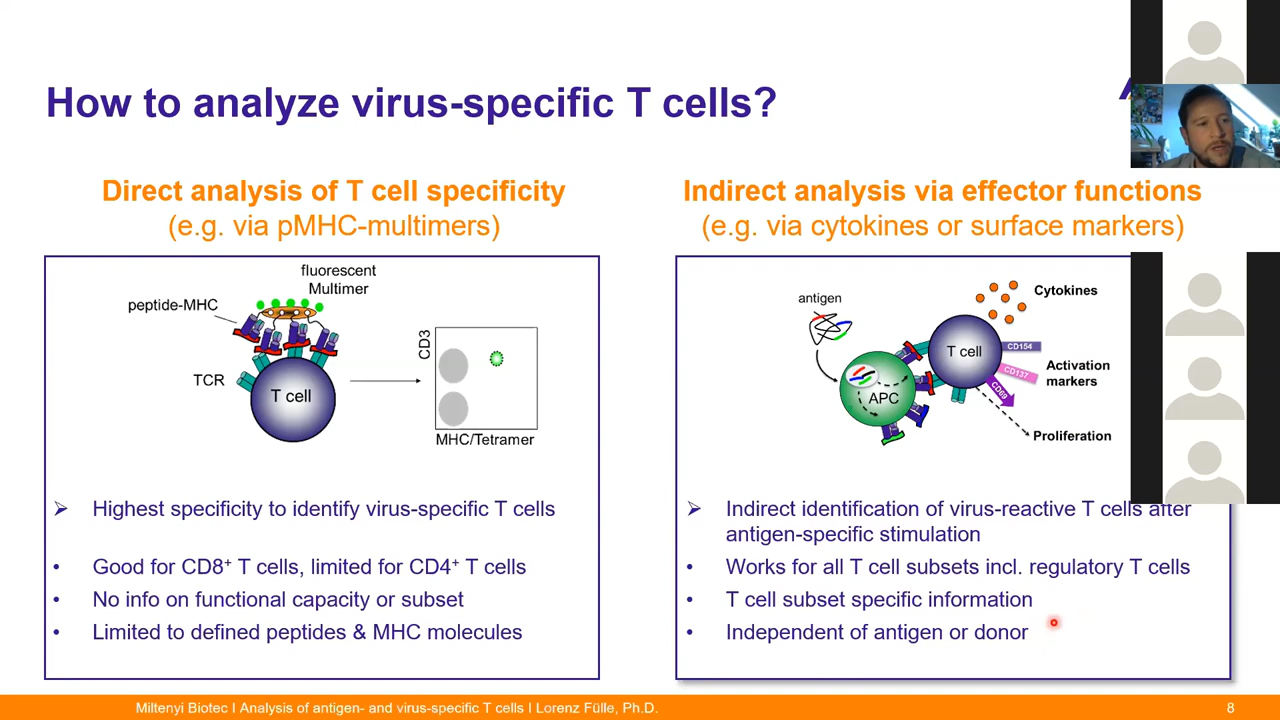 How to analyze virus-specific T cells?
Direct analysis of T cell specificity
(e.g. via pMHC-multimers)
fluorescent
Multimer
peptide-MHC
TCR
T cell
CD3
MHC/Tetramer
➢ Highest specificity to identify virus-specific T cells
• Good for CD8⁺ T cells, limited for CD4⁺ T cells
• No info on functional capacity or subset
• Limited to defined peptides & MHC molecules
Indirect analysis via effector functions
(e.g. via cytokines or surface markers)
antigen
APC
T cell
Cytokines
CD154
CD137
CD69
Activation
markers
Proliferation
➢ Indirect identification of virus-reactive T cells after
antigen-specific stimulation
• Works for all T cell subsets incl. regulatory T cells
• T cell subset specific information
• Independent of antigen or donor
Miltenyi Biotec I Analysis of antigen- and virus-specific T cells I Lorenz Fülle, Ph.D.
8